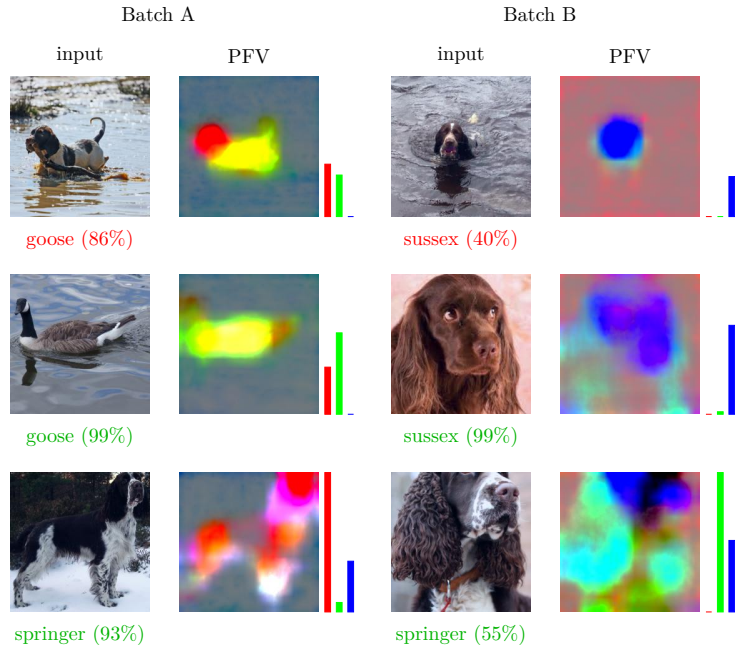 Batch A
Batch B
input
PFV
input
PFV
goose (86%)
sussex (40%)
goose (99%)
sussex (99%)
springer (93%)
springer (55%)